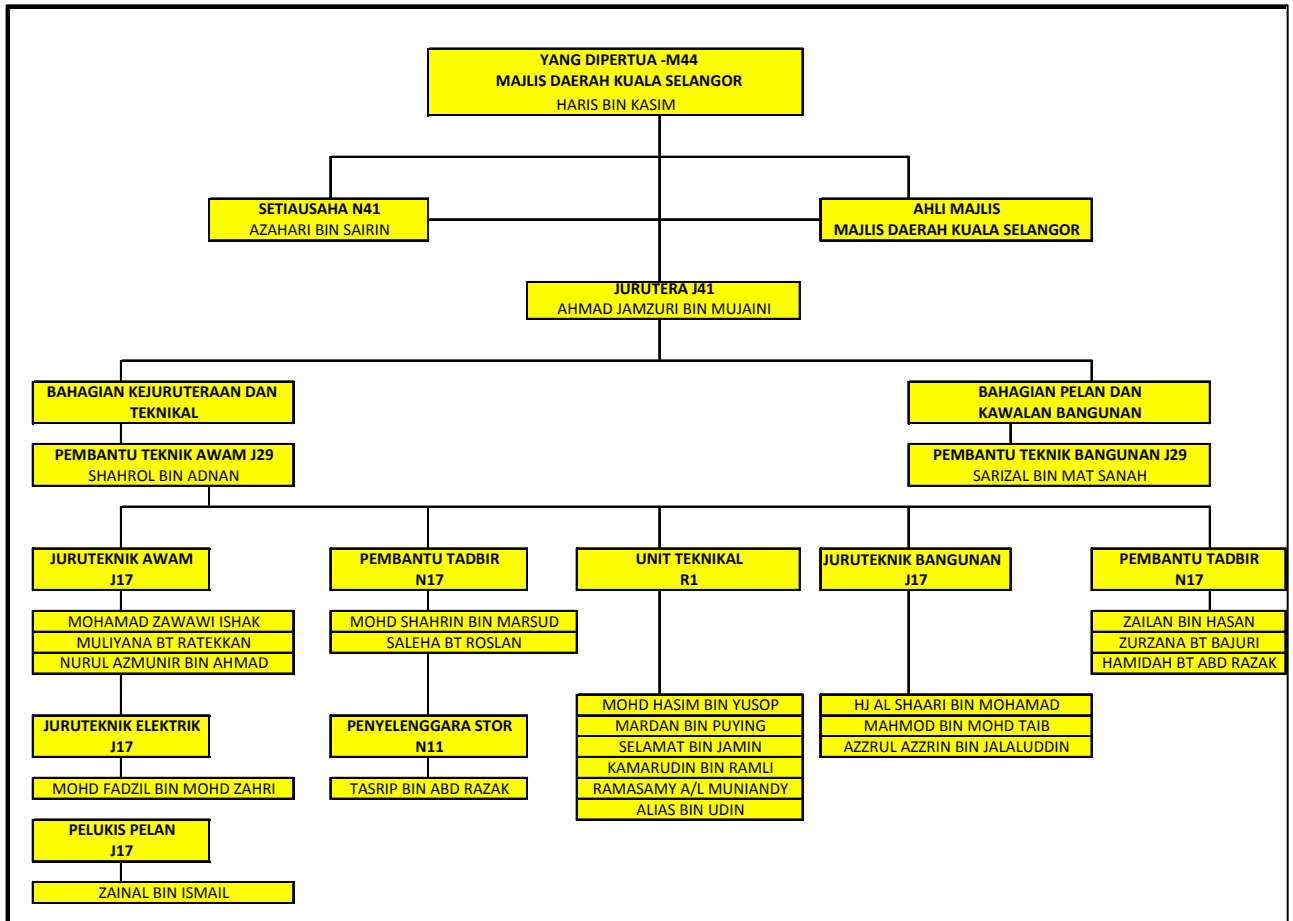 YANG DIPERTUA -M44
MAJLIS DAERAH KUALA SELANGOR
HARIS BIN KASIM
SETIAUSAHA N41
AZAHARI BIN SAIRIN
AHLI MAJLIS
MAJLIS DAERAH KUALA SELANGOR
JURUTERA J41
AHMAD JAMZURI BIN MUJAINI
BAHAGIAN KEJURUTERAAN DAN
TEKNIKAL
BAHAGIAN PELAN DAN
KAWALAN BANGUNAN
PEMBANTU TEKNIK AWAM J29
SHAHROL BIN ADNAN
PEMBANTU TEKNIK BANGUNAN J29
SARIZAL BIN MAT SANAH
JURUTEKNIK AWAM
J17
MOHAMAD ZAWAWI ISHAK
MULIYANA BT RATEKKAN
NURUL AZMUNIR BIN AHMAD
JURUTEKNIK ELEKTRIK
J17
MOHD FADZIL BIN MOHD ZAHRI
PELUKIS PELAN
J17
ZAINAL BIN ISMAIL
PEMBANTU TADBIR
N17
MOHD SHAHRIN BIN MARSUD
SALEHA BT ROSLAN
PENYELENGGARA STOR
N11
TASRIP BIN ABD RAZAK
UNIT TEKNIKAL
R1
MOHD HASIM BIN YUSOP
MARDAN BIN PUYING
SELAMAT BIN JAMIN
KAMARUDIN BIN RAMLI
RAMASAMY A/L MUNIANDY
ALIAS BIN UDIN
JURUTEKNIK BANGUNAN
J17
HJ AL SHAARI BIN MOHAMAD
MAHMOD BIN MOHD TAIB
AZZRUL AZZRIN BIN JALALUDDIN
PEMBANTU TADBIR
N17
ZAILAN BIN HASAN
ZURZANA BT BAJURI
HAMIDAH BT ABD RAZAK